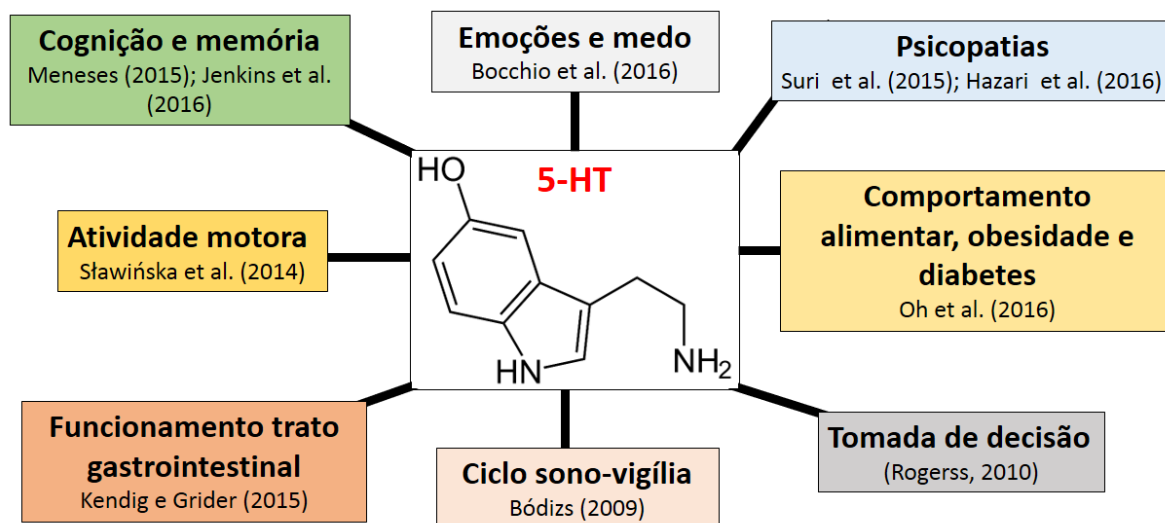 Cognição e memória
Meneses (2015); Jenkins et al.
(2016)
Emoções e medo
Bocchio et al. (2016)
Psicopatias
Suri et al. (2015); Hazari et al. (2016)
5-HT
HO
HN
NH2
Atividade motora
Sławińska et al. (2014)
Comportamento
alimentar, obesidade e
diabetes
Oh et al. (2016)
Funcionamento trato
gastrointestinal
Kendig e Grider (2015)
Ciclo sono-vigília
Bódizs (2009)
Tomada de decisão
(Rogerss, 2010)